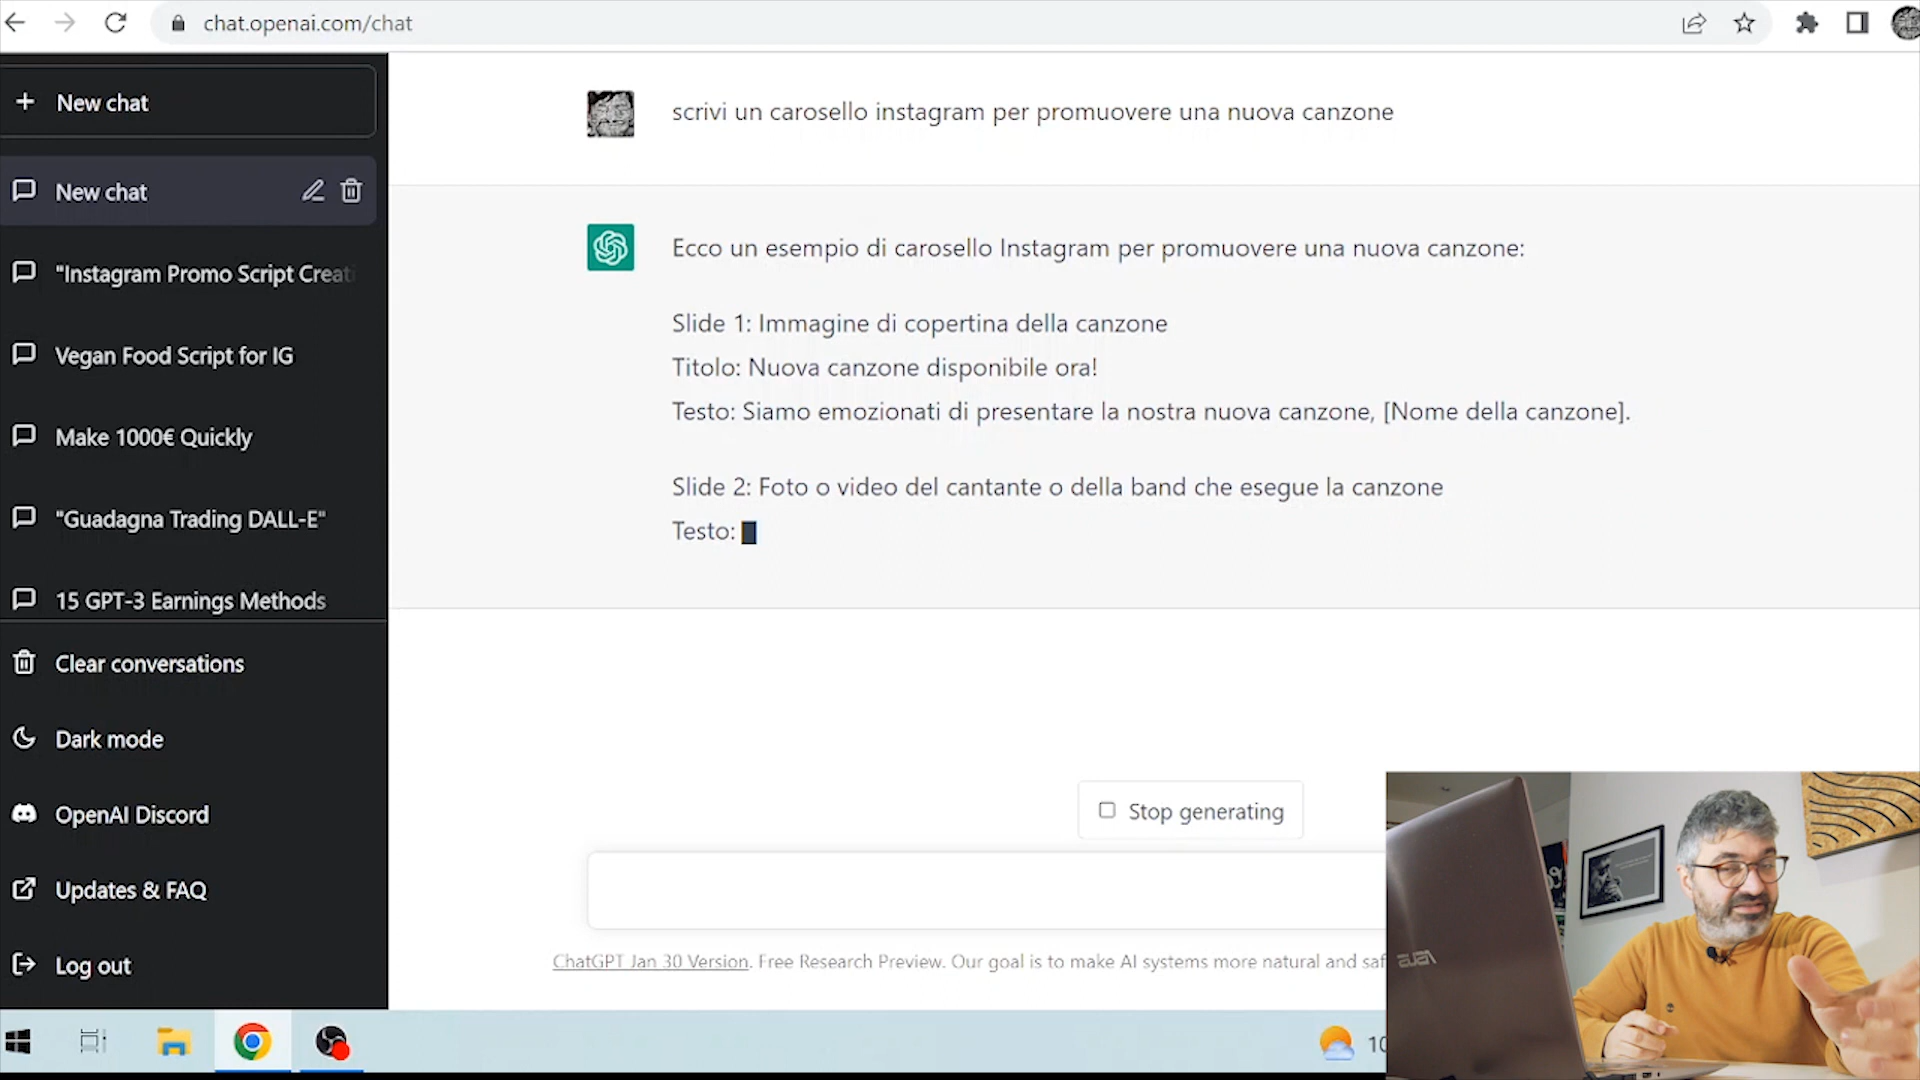 chat.openai.com/chat
New chat
New chat
"Instagram Promo Script Creati
Vegan Food Script for IG
Make 1000€ Quickly
"Guadagna Trading DALL-E"
15 GPT-3 Earnings Methods
Clear conversations
Dark mode
OpenAI Discord
Updates & FAQ
Log out
scrivi un carosello instagram per promuovere una nuova canzone
Ecco un esempio di carosello Instagram per promuovere una nuova canzone:
Slide 1: Immagine di copertina della canzone
Titolo: Nuova canzone disponibile ora!
Testo: Siamo emozionati di presentare la nostra nuova canzone, [Nome della canzone].
Slide 2: Foto o video del cantante o della band che esegue la canzone
Testo:
Stop generating
ChatGPT Jan 30 Version. Free Research Preview. Our goal is to make AI systems more natural and saf
10
ASUS